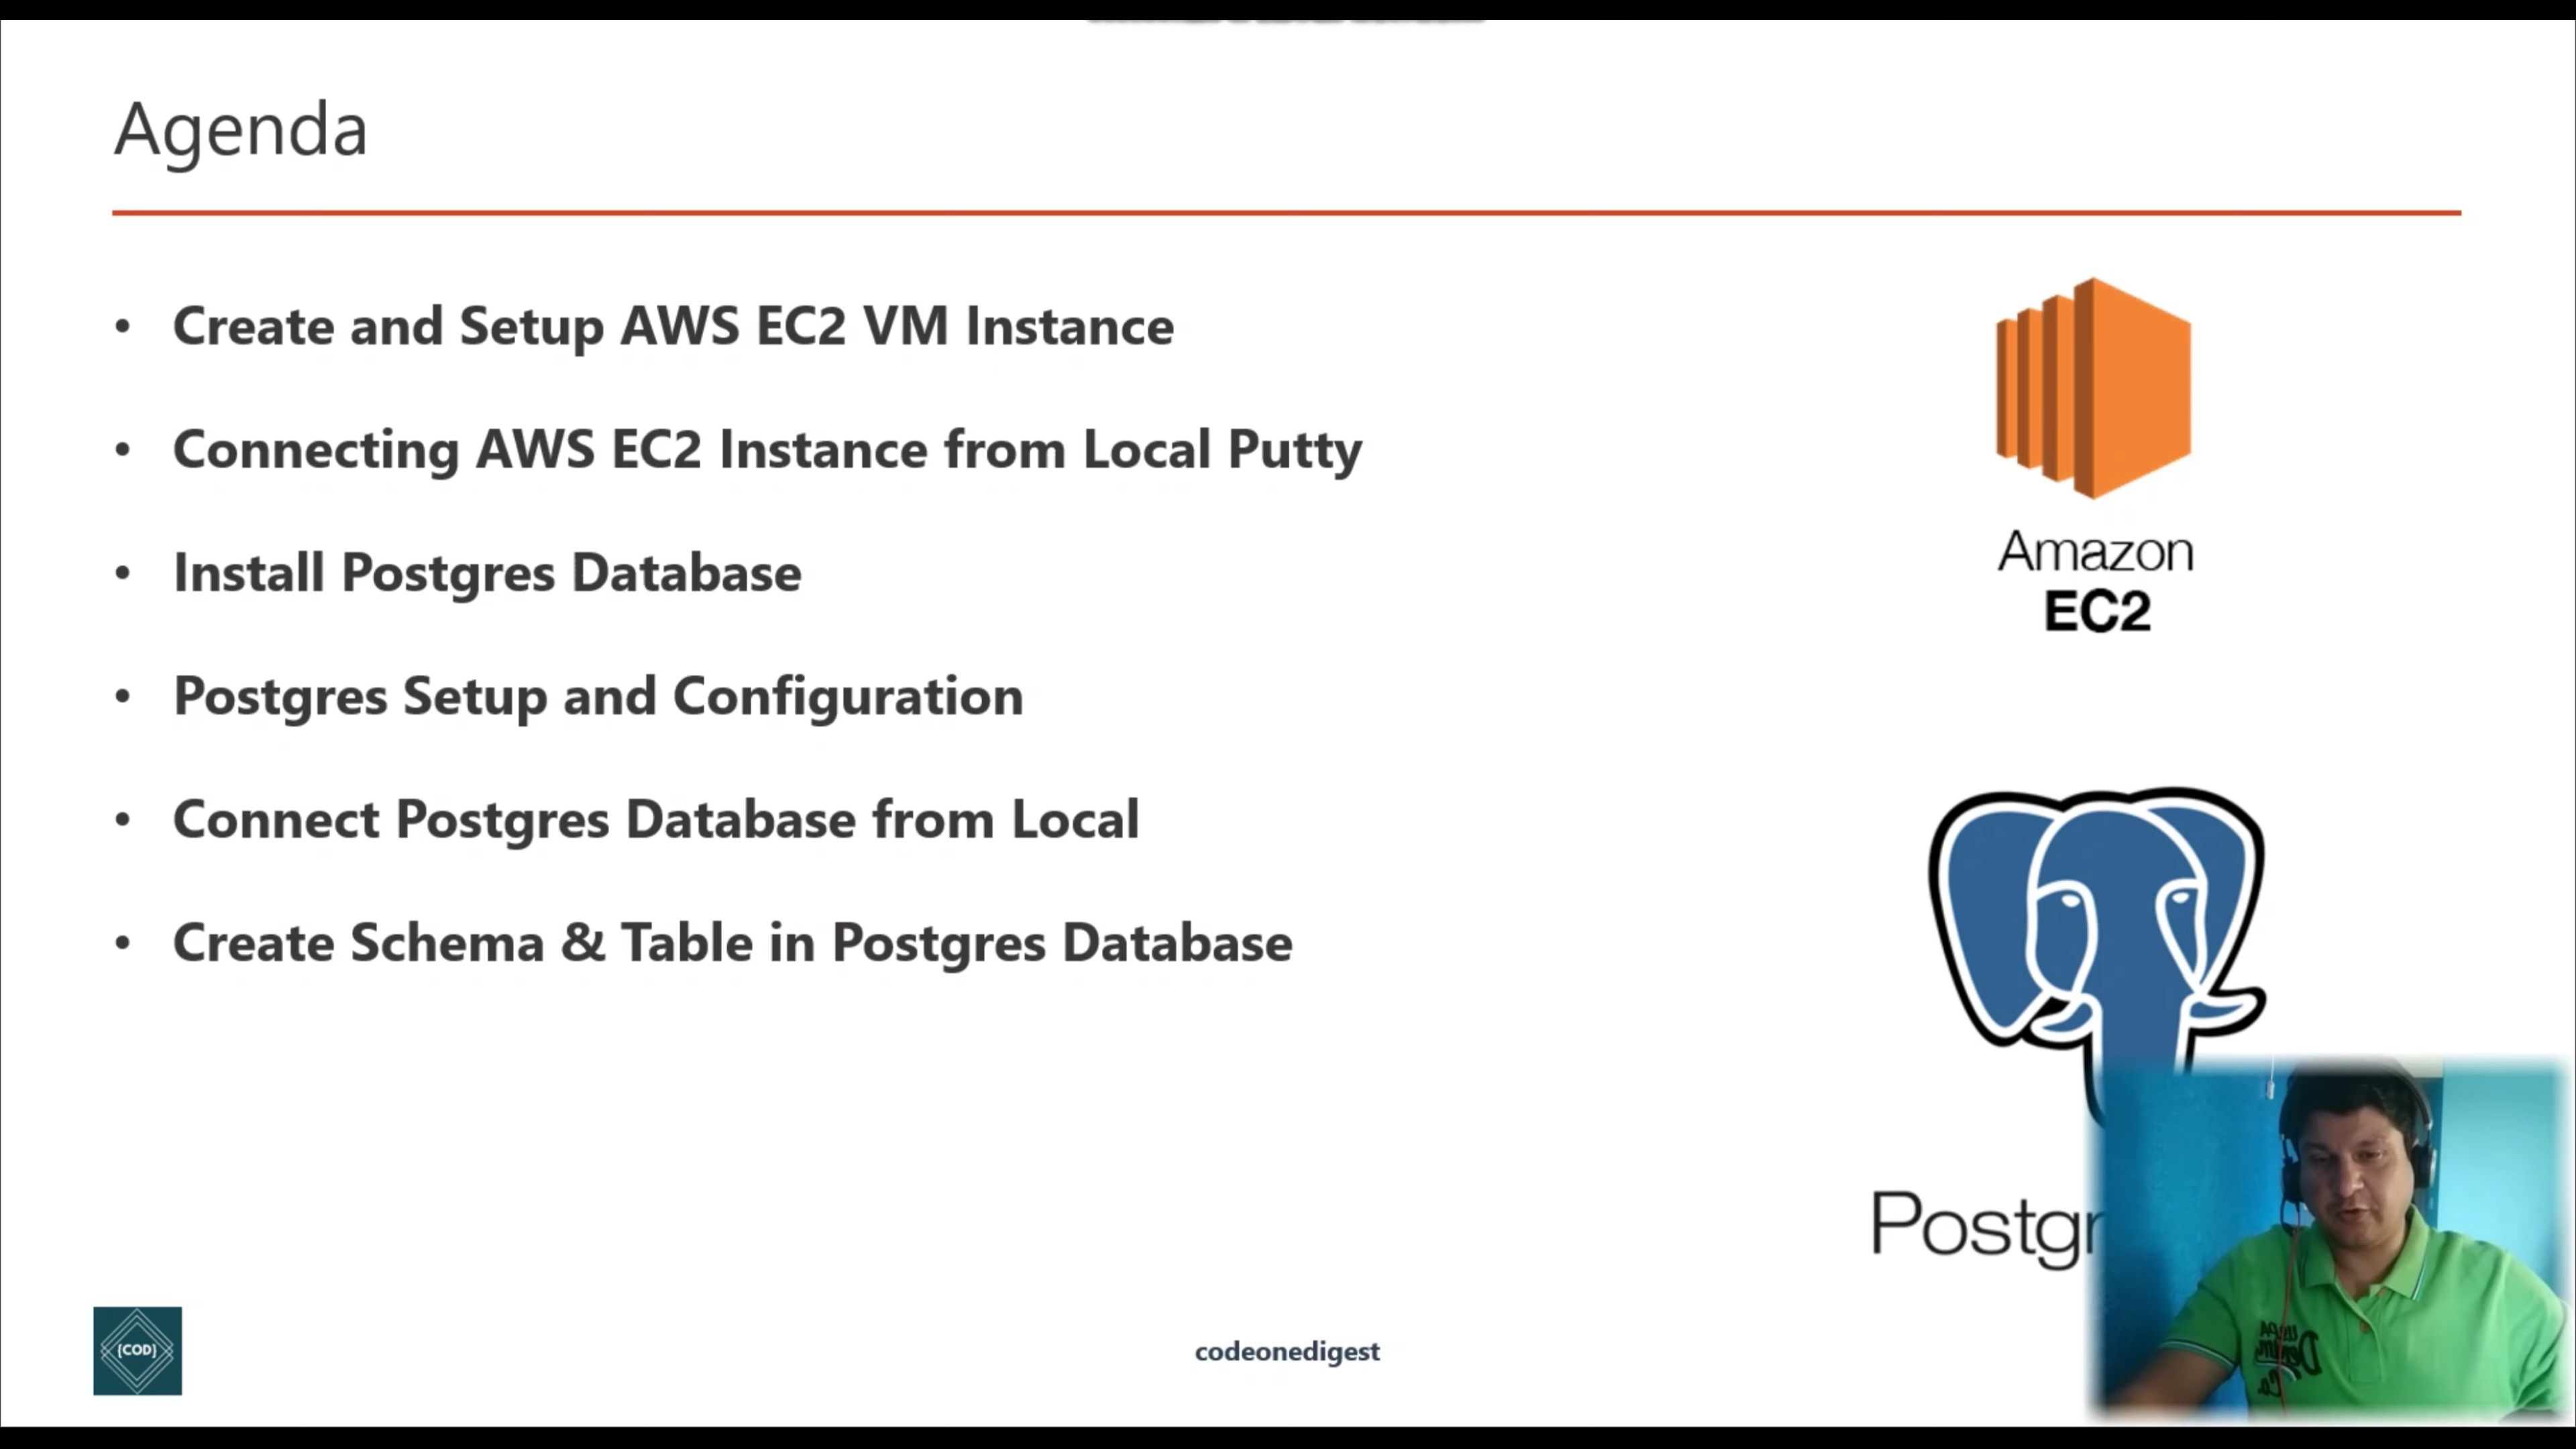 Agenda
• Create and Setup AWS EC2 VM Instance
• Connecting AWS EC2 Instance from Local Putty
• Install Postgres Database
• Postgres Setup and Configuration
• Connect Postgres Database from Local
• Create Schema & Table in Postgres Database
Amazon
EC2
{COD}
codeonedigest